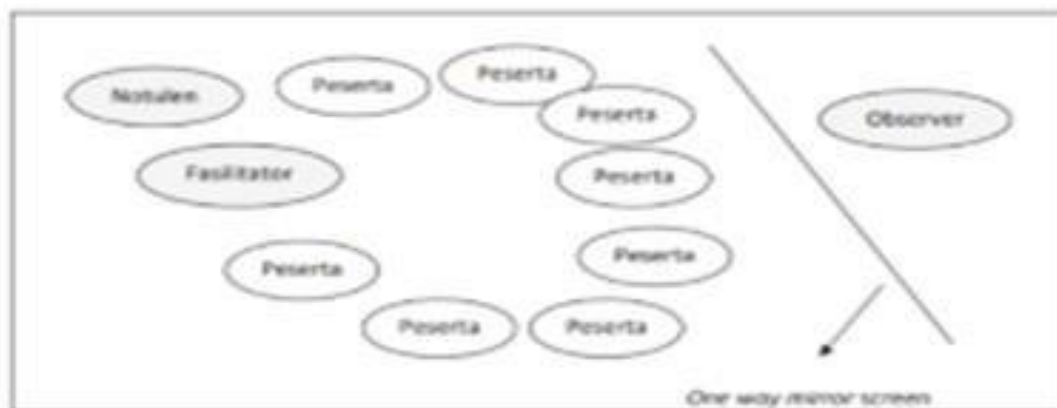 Notulen
Peserta
Peserta
Peserta
Observer
Fasilitator
Peserta
Peserta
Peserta
Peserta
Peserta
One way mirror screen